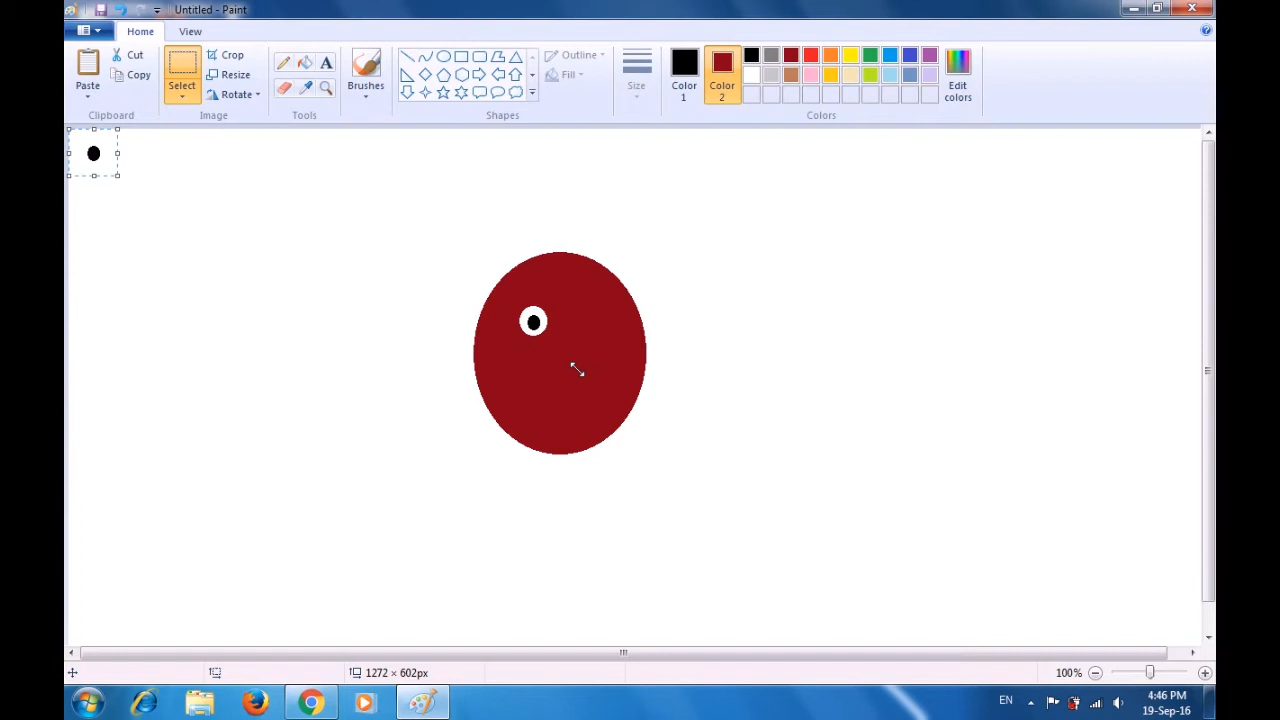 Untitled - Paint
Home View
Paste
Cut
Copy
Clipboard
Select
Crop
Resize
Rotate
Image
A
Tools
Brushes
Outline
Fill
Shapes
Size
Color 1
Color 2
Edit colors
Colors
1272 × 602px
100%
EN
4:46 PM
19-Sep-16